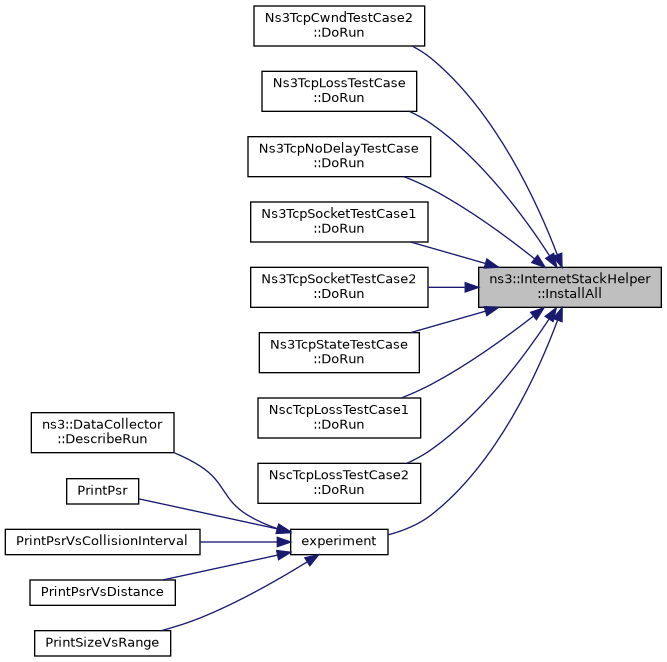 Ns3TcpCwndTestCase2
::DoRun
Ns3TcpLossTestCase
::DoRun
Ns3TcpNoDelayTestCase
::DoRun
Ns3TcpSocketTestCase1
::DoRun
ns3::InternetStackHelper
::InstallAll
Ns3TcpSocketTestCase2
::DoRun
Ns3TcpStateTestCase
::DoRun
NscTcpLossTestCase1
::DoRun
ns3::DataCollector
::DescribeRun
NscTcpLossTestCase2
::DoRun
PrintPsr
PrintPsrVsCollisionInterval
experiment
PrintPsrVsDistance
PrintSizeVsRange